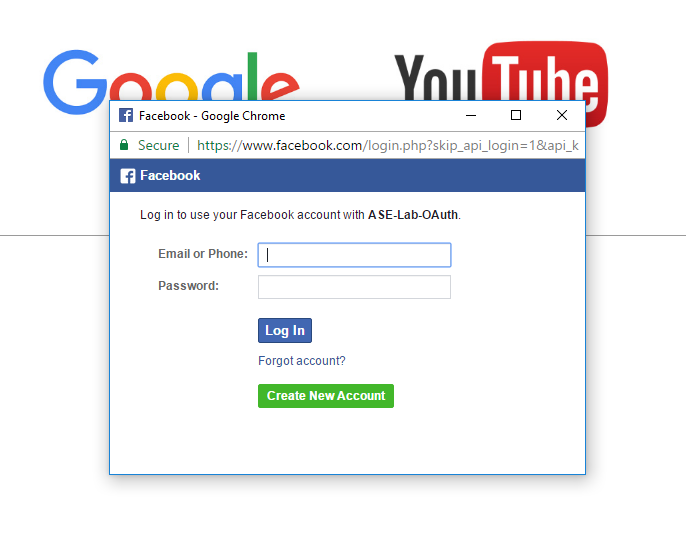 Google
YouTube
Facebook - Google Chrome
Secure https://www.facebook.com/login.php?skip_api_login=1&api_k
Facebook
Log in to use your Facebook account with ASE-Lab-OAuth.
Email or Phone:
Password:
Log In
Forgot account?
Create New Account